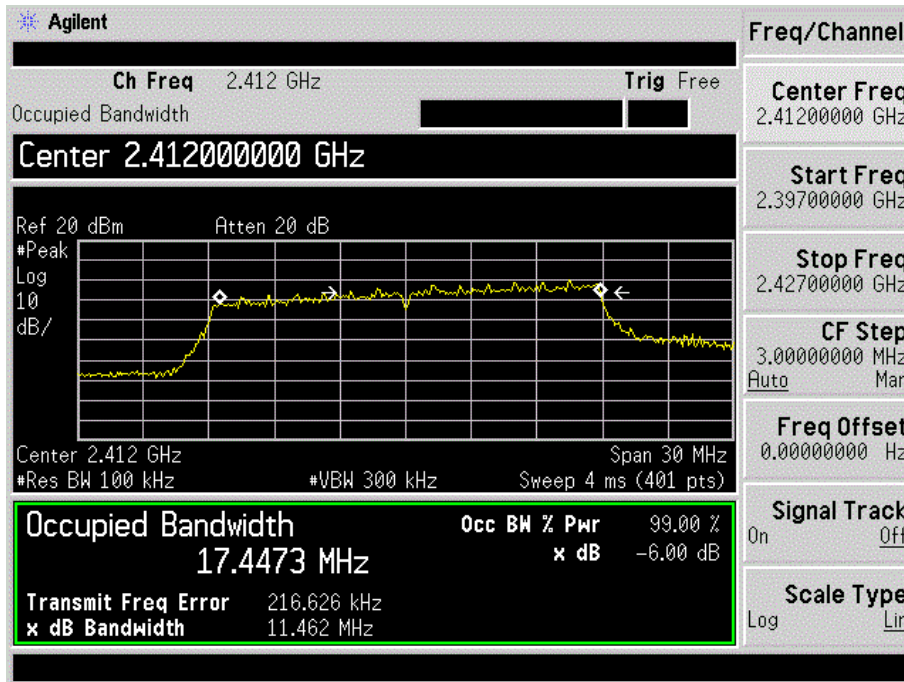 Agilent
Freq/Channel
Ch Freq 2.412 GHz Trig Free
Occupied Bandwidth
Center 2.412000000 GHz
Ref 20 dBm Atten 20 dB
#Peak
Log
10
dB/
Center 2.412 GHz Span 30 MHz
#Res BW 100 kHz #VBW 300 kHz Sweep 4 ms (401 pts)
Occupied Bandwidth
17.4473 MHz
Occ BW % Pwr 99.00 %
x dB -6.00 dB
Transmit Freq Error 216.626 kHz
x dB Bandwidth 11.462 MHz
Center Freq
2.41200000 GHz
Start Freq
2.39700000 GHz
Stop Freq
2.42700000 GHz
CF Step
3.00000000 MHz
Auto Man
Freq Offset
0.00000000 Hz
Signal Track
On Off
Scale Type
Log Lin